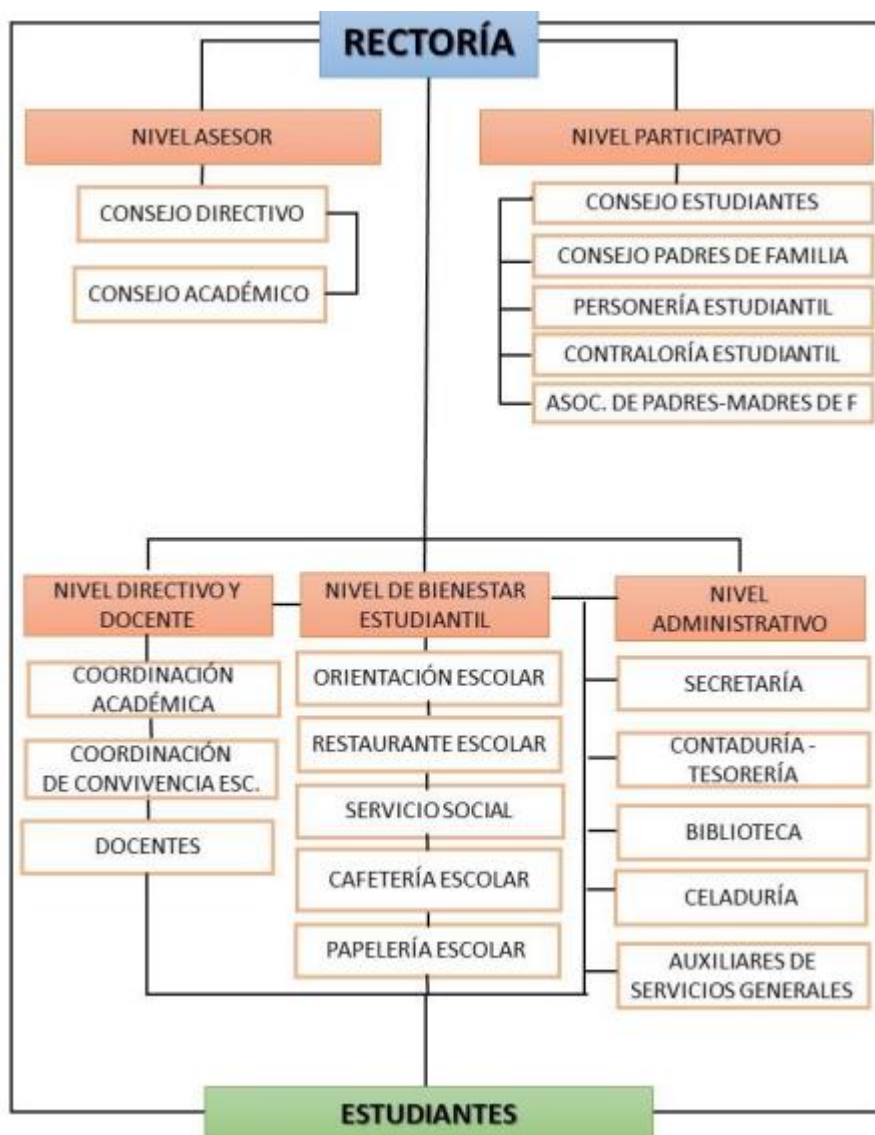 RECTORÍA
NIVEL ASESOR
CONSEJO DIRECTIVO
CONSEJO ACADÉMICO
NIVEL PARTICIPATIVO
CONSEJO ESTUDIANTES
CONSEJO PADRES DE FAMILIA
PERSONERÍA ESTUDIANTIL
CONTRALORÍA ESTUDIANTIL
ASOC. DE PADRES-MADRES DE F
NIVEL DIRECTIVO Y
DOCENTE
COORDINACIÓN
ACADÉMICA
COORDINACIÓN
DE CONVIVENCIA ESC.
DOCENTES
NIVEL DE BIENESTAR
ESTUDIANTIL
ORIENTACIÓN ESCOLAR
RESTAURANTE ESCOLAR
SERVICIO SOCIAL
CAFETERÍA ESCOLAR
PAPELERÍA ESCOLAR
NIVEL
ADMINISTRATIVO
SECRETARÍA
CONTADURÍA -
TESORERÍA
BIBLIOTECA
CELADURÍA
AUXILIARES DE
SERVICIOS GENERALES
ESTUDIANTES